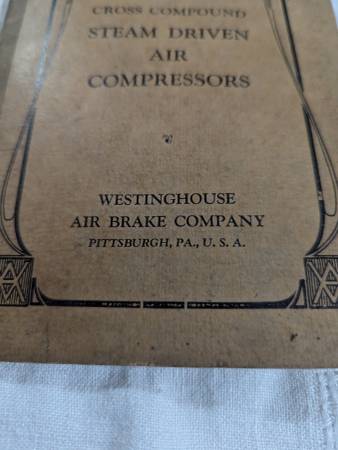 CROSS COMPOUND
STEAM DRIVEN
AIR
COMPRESSORS
WESTINGHOUSE
AIR BRAKE COMPANY
PITTSBURGH, PA., U. S. A.